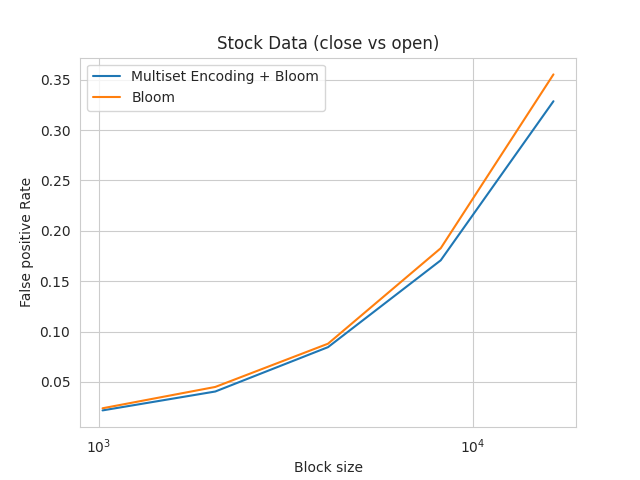 Stock Data (close vs open)
Multiset Encoding + Bloom
Bloom
False positive Rate
0.35
0.30
0.25
0.20
0.15
0.10
0.05
10³
10⁴
Block size